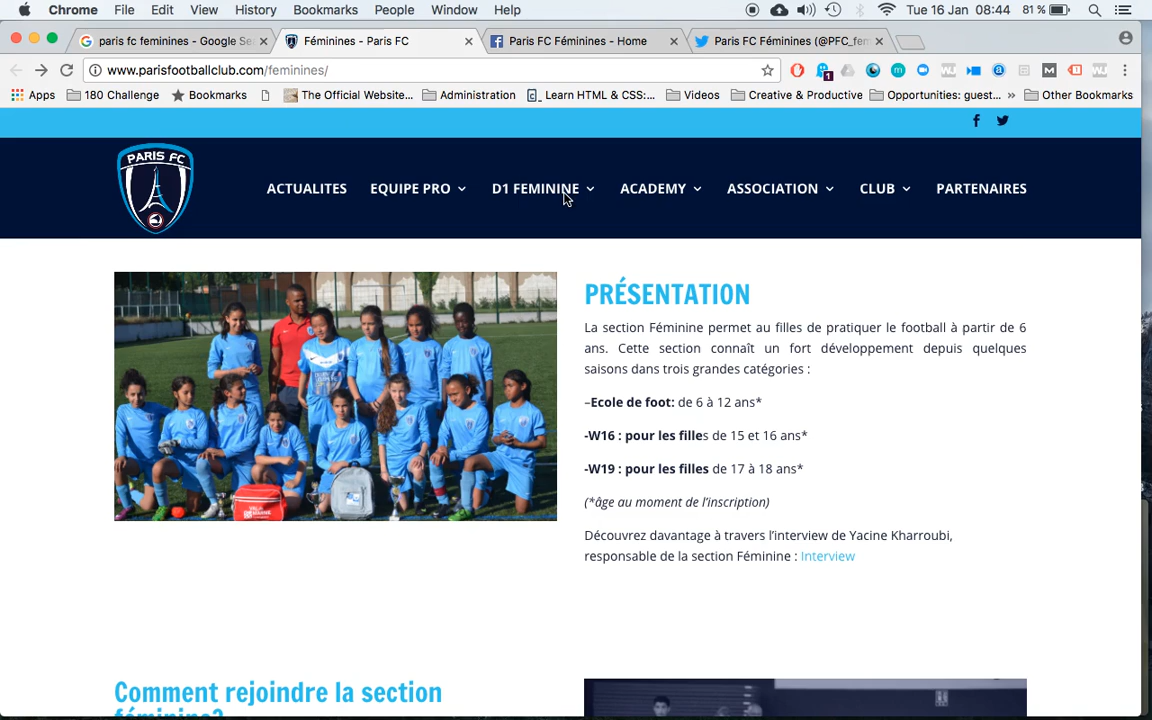 Chrome File Edit View History Bookmarks People Window Help Tue 16 Jan 08:44 81 %
paris fc feminines - Google Se
Féminines - Paris FC
Paris FC Féminines - Home
Paris FC Féminines (@PFC_fem
www.parisfootballclub.com/feminines/
1
Apps 180 Challenge Bookmarks The Official Website... Administration Learn HTML & CSS:... Videos Creative & Productive Opportunities: guest... » Other Bookmarks
PARIS FC
ACTUALITES EQUIPE PRO D1 FEMININE ACADEMY ASSOCIATION CLUB PARTENAIRES
PRÉSENTATION
La section Féminine permet au filles de pratiquer le football à partir de 6
ans. Cette section connaît un fort développement depuis quelques
saisons dans trois grandes catégories :
–Ecole de foot: de 6 à 12 ans*
-W16 : pour les filles de 15 et 16 ans*
-W19 : pour les filles de 17 à 18 ans*
(*âge au moment de l'inscription)
Découvrez davantage à travers l'interview de Yacine Kharroubi,
responsable de la section Féminine : Interview
Comment rejoindre la section
féminine?